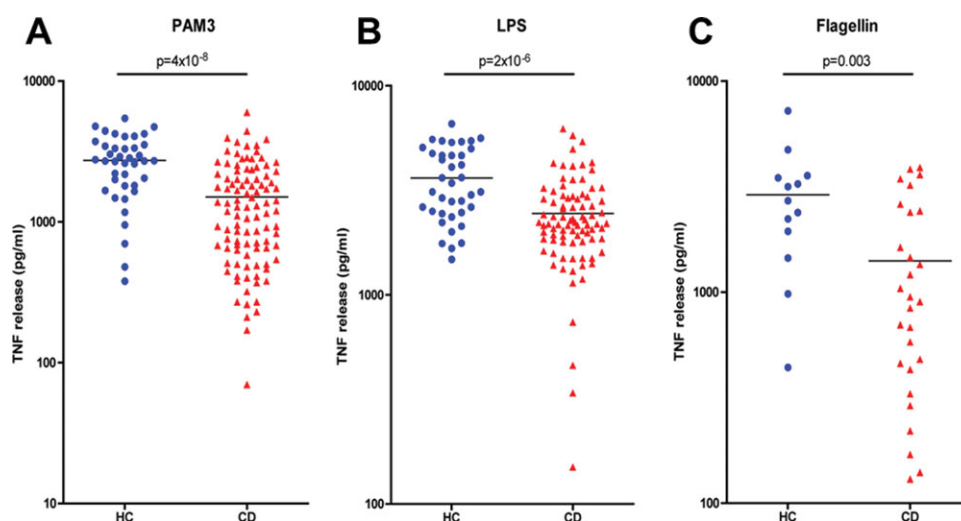 A PAM3
p=4x10-8
TNF release (pg/ml)
10000
1000
100
10
HC CD
B LPS
p=2x10-6
TNF release (pg/ml)
10000
1000
100
HC CD
C Flagellin
p=0.003
TNF release (pg/ml)
10000
1000
100
HC CD